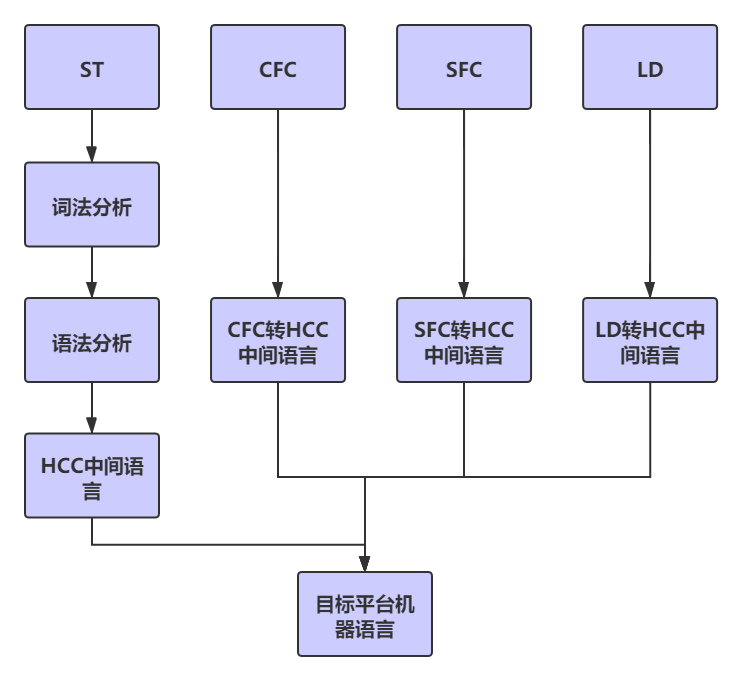 ST
CFC
SFC
LD
词法分析
语法分析
CFC转HCC
中间语言
SFC转HCC
中间语言
LD转HCC中
间语言
HCC中间语
言
目标平台机
器语言